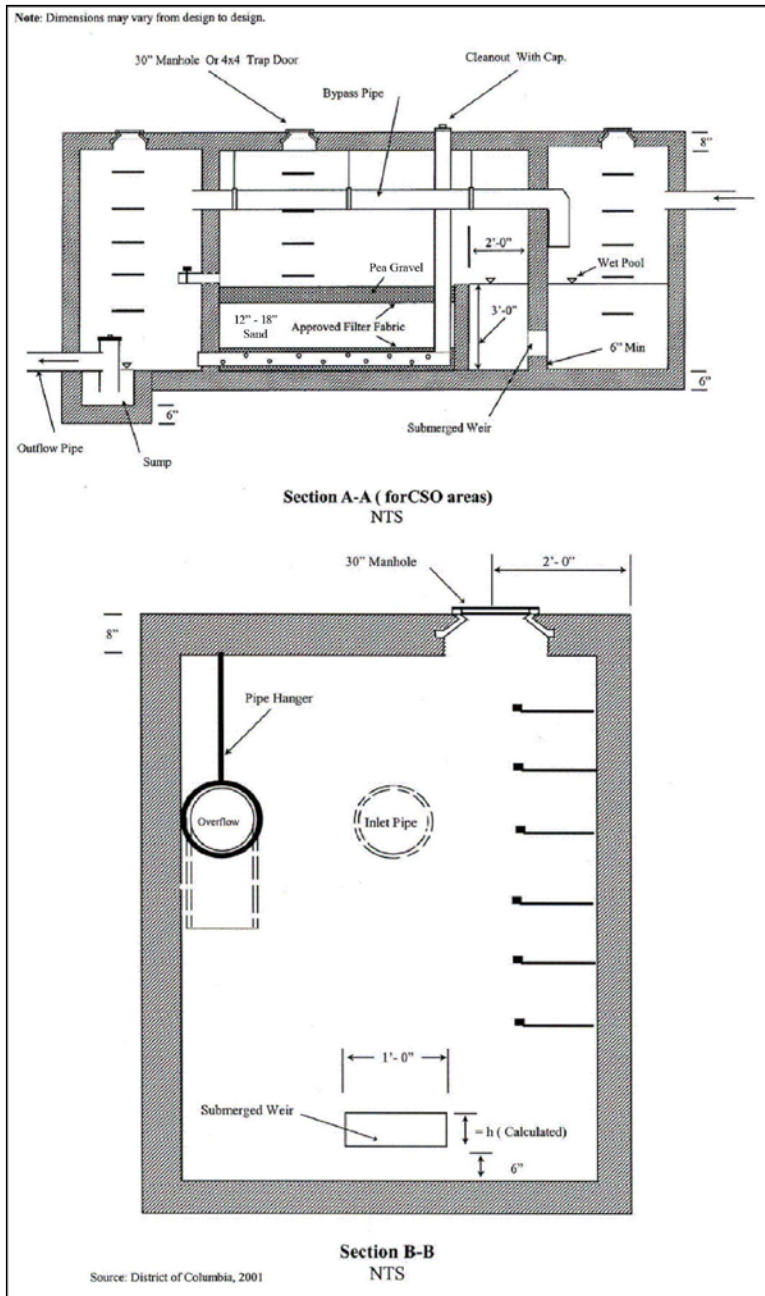 Note: Dimensions may vary from design to design.
30” Manhole Or 4x4 Trap Door
Cleanout With Cap.
Bypass Pipe
8”
2’-0”
Wet Pool
Pea Gravel
3’-0”
12” - 18”
Sand
Approved Filter Fabric
6” Min
6”
6”
Submerged Weir
Outflow Pipe
Sump
Section A-A ( forCSO areas)
NTS
30” Manhole
2’- 0”
8”
Pipe Hanger
Overflow
Inlet Pipe
1’- 0”
Submerged Weir
= h ( Calculated)
6”
Section B-B
NTS
Source: District of Columbia, 2001